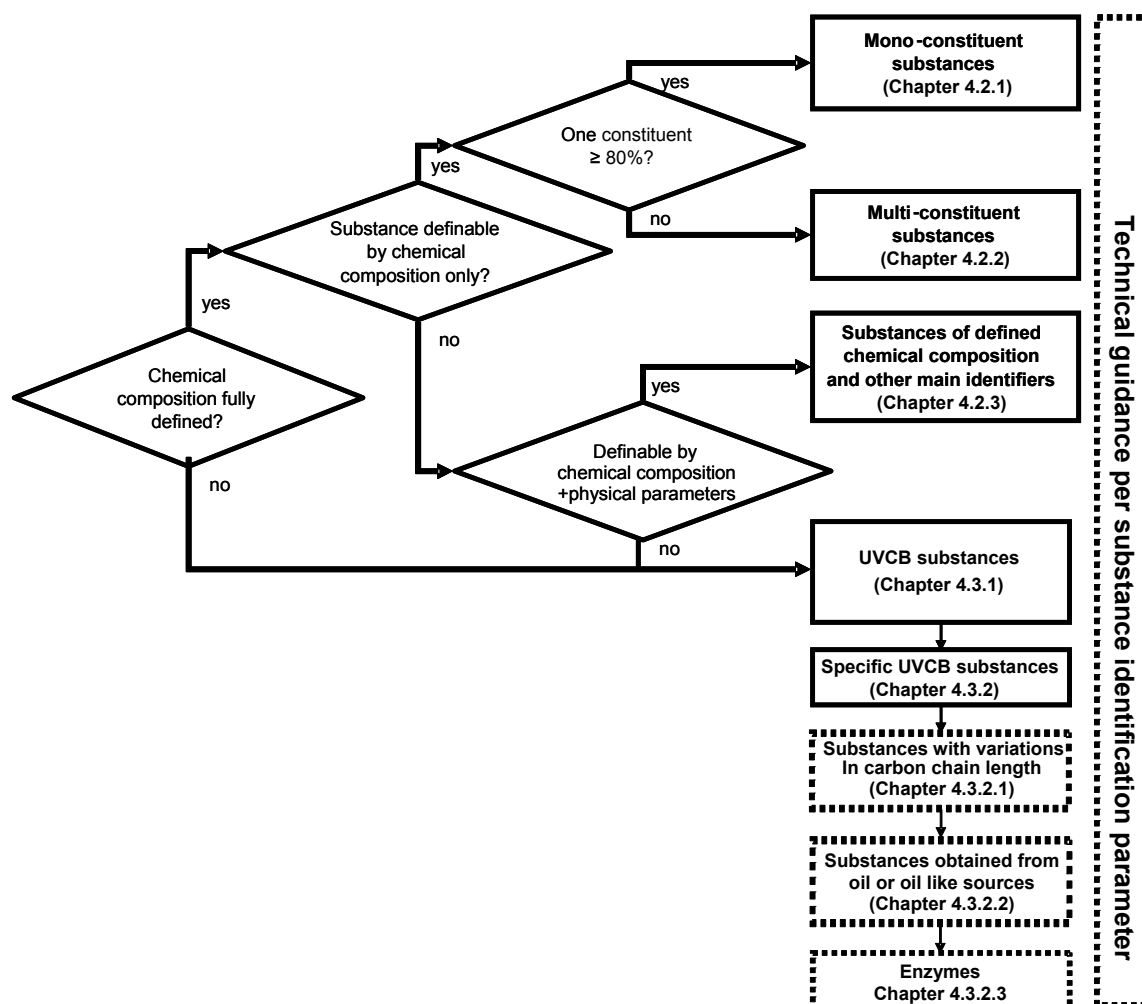 Mono-constituent
substances
(Chapter 4.2.1)
yes
One constituent
≥ 80%?
yes
no
Multi-constituent
substances
(Chapter 4.2.2)
Substance definable
by chemical
composition only?
yes
no
Substances of defined
chemical composition
and other main identifiers
(Chapter 4.2.3)
yes
Chemical
composition fully
defined?
Definable by
chemical composition
+physical parameters
no
no
UVCB substances
(Chapter 4.3.1)
Specific UVCB substances
(Chapter 4.3.2)
Substances with variations
In carbon chain length
(Chapter 4.3.2.1)
Substances obtained from
oil or oil like sources
(Chapter 4.3.2.2)
Enzymes
Chapter 4.3.2.3
Technical guidance per substance identification parameter